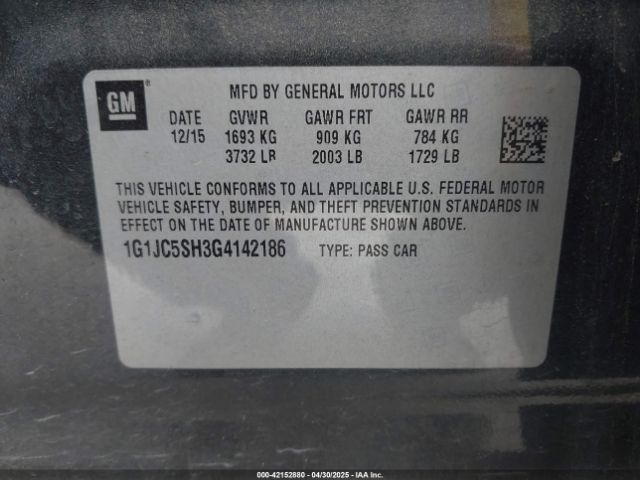 GM
MFD BY GENERAL MOTORS LLC
DATE GVWR GAWR FRT GAWR RR
12/15 1693 KG 909 KG 784 KG
3732 LB 2003 LB 1729 LB
THIS VEHICLE CONFORMS TO ALL APPLICABLE U.S. FEDERAL MOTOR
VEHICLE SAFETY, BUMPER, AND THEFT PREVENTION STANDARDS IN
EFFECT ON THE DATE OF MANUFACTURE SHOWN ABOVE.
1G1JC5SH3G4142186 TYPE: PASS CAR
000-42152880 - 04/30/2025 - IAA Inc.